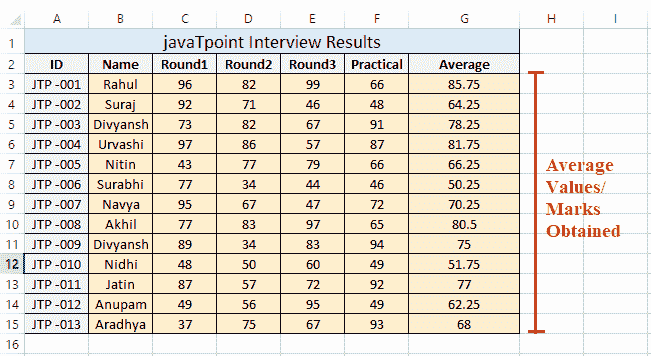 A B C D E F G H I
1 javaTpoint Interview Results
2 ID Name Round1 Round2 Round3 Practical Average
3 JTP -001 Rahul 96 82 99 66 85.75
4 JTP -002 Suraj 92 71 46 48 64.25
5 JTP -003 Divyansh 73 82 67 91 78.25
6 JTP -004 Urvashi 97 86 57 87 81.75
7 JTP -005 Nitin 43 77 79 66 66.25
8 JTP -006 Surabhi 77 34 44 46 50.25
9 JTP -007 Navya 95 67 47 72 70.25
10 JTP -008 Akhil 77 83 97 65 80.5
11 JTP -009 Divyansh 89 34 83 94 75
12 JTP -010 Nidhi 48 50 60 49 51.75
13 JTP -011 Jatin 87 57 72 92 77
14 JTP -012 Anupam 49 56 95 49 62.25
15 JTP -013 Aradhya 37 75 67 93 68
16
Average
Values/
Marks
Obtained